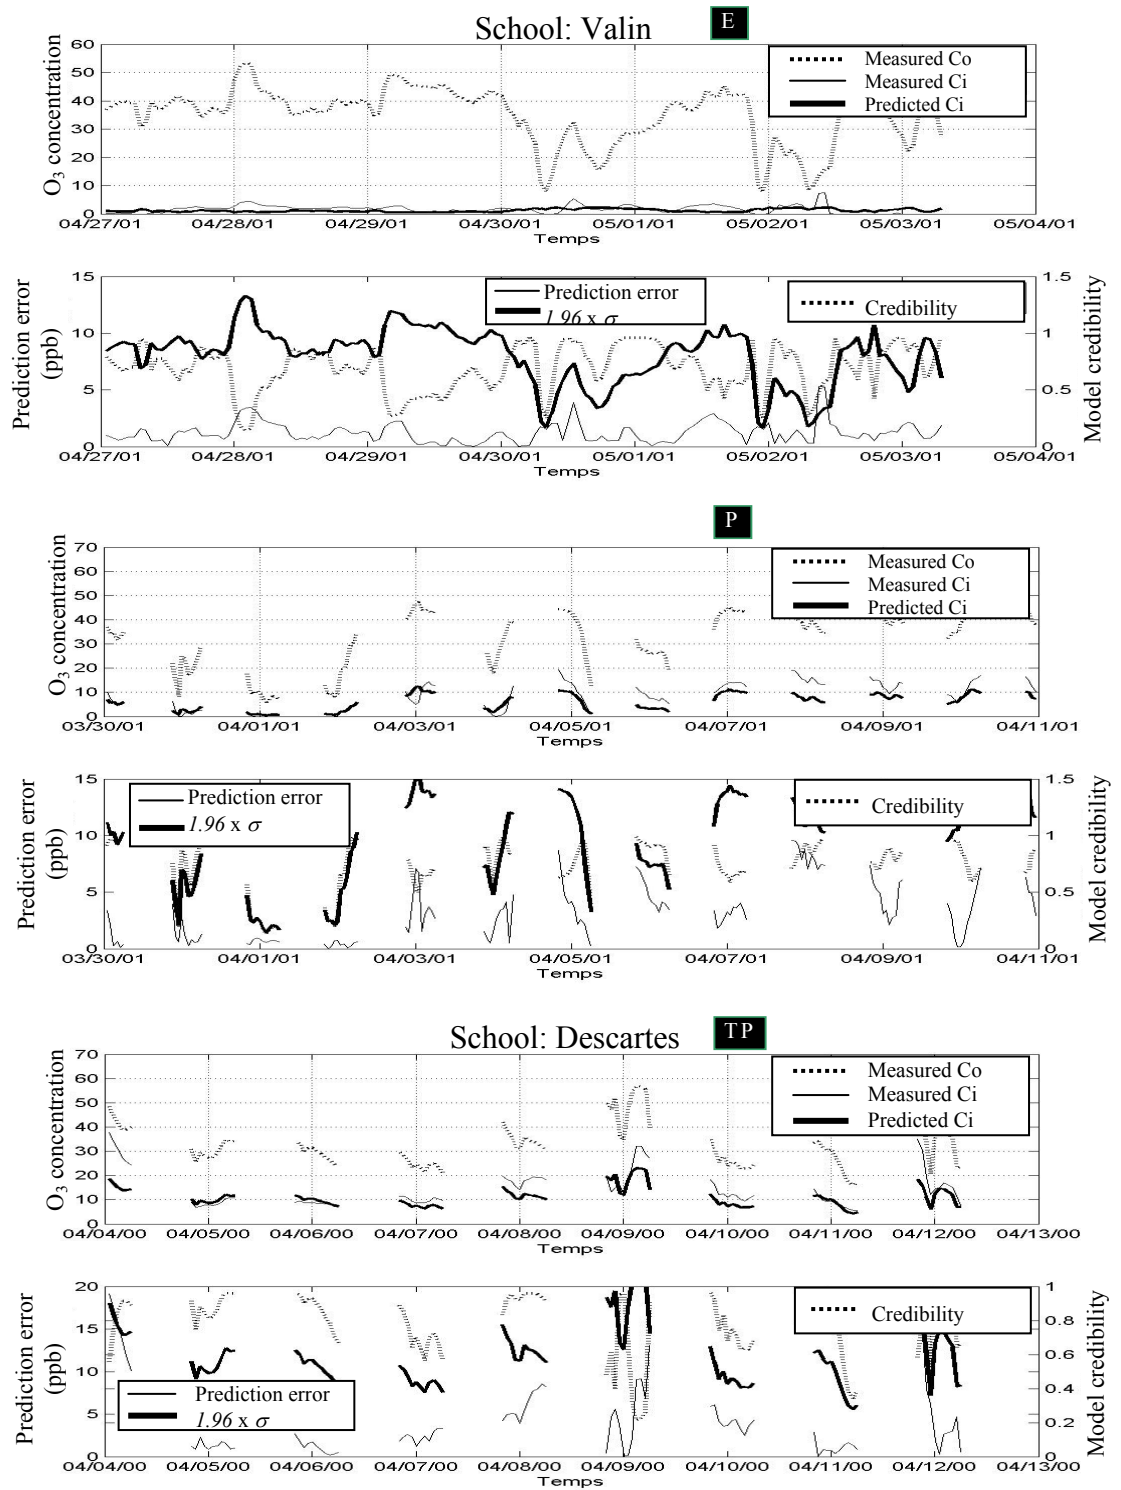 School: Valin E
O3 concentration
60
50
40
30
20
10
0
Measured Co
Measured Ci
Predicted Ci
04/27/01 04/28/01 04/29/01 04/30/01 05/01/01 05/02/01 05/03/01 05/04/01
Temps
Prediction error
(ppb)
15
10
5
0
Prediction error
1.96 x σ
Credibility
1.5
1
0.5
0
Model credibility
04/27/01 04/28/01 04/29/01 04/30/01 05/01/01 05/02/01 05/03/01 05/04/01
Temps
P
O3 concentration
70
60
50
40
30
20
10
0
Measured Co
Measured Ci
Predicted Ci
03/30/01 04/01/01 04/03/01 04/05/01 04/07/01 04/09/01 04/11/01
Temps
Prediction error
(ppb)
15
10
5
0
Prediction error
1.96 x σ
Credibility
1.5
1
0.5
0
Model credibility
03/30/01 04/01/01 04/03/01 04/05/01 04/07/01 04/09/01 04/11/01
Temps
School: Descartes TP
O3 concentration
70
60
50
40
30
20
10
0
Measured Co
Measured Ci
Predicted Ci
04/04/00 04/05/00 04/06/00 04/07/00 04/08/00 04/09/00 04/10/00 04/11/00 04/12/00 04/13/00
Temps
Prediction error
(ppb)
20
15
10
5
0
Prediction error
1.96 x σ
Credibility
1
0.8
0.6
0.4
0.2
0
Model credibility
04/04/00 04/05/00 04/06/00 04/07/00 04/08/00 04/09/00 04/10/00 04/11/00 04/12/00 04/13/00
Temps